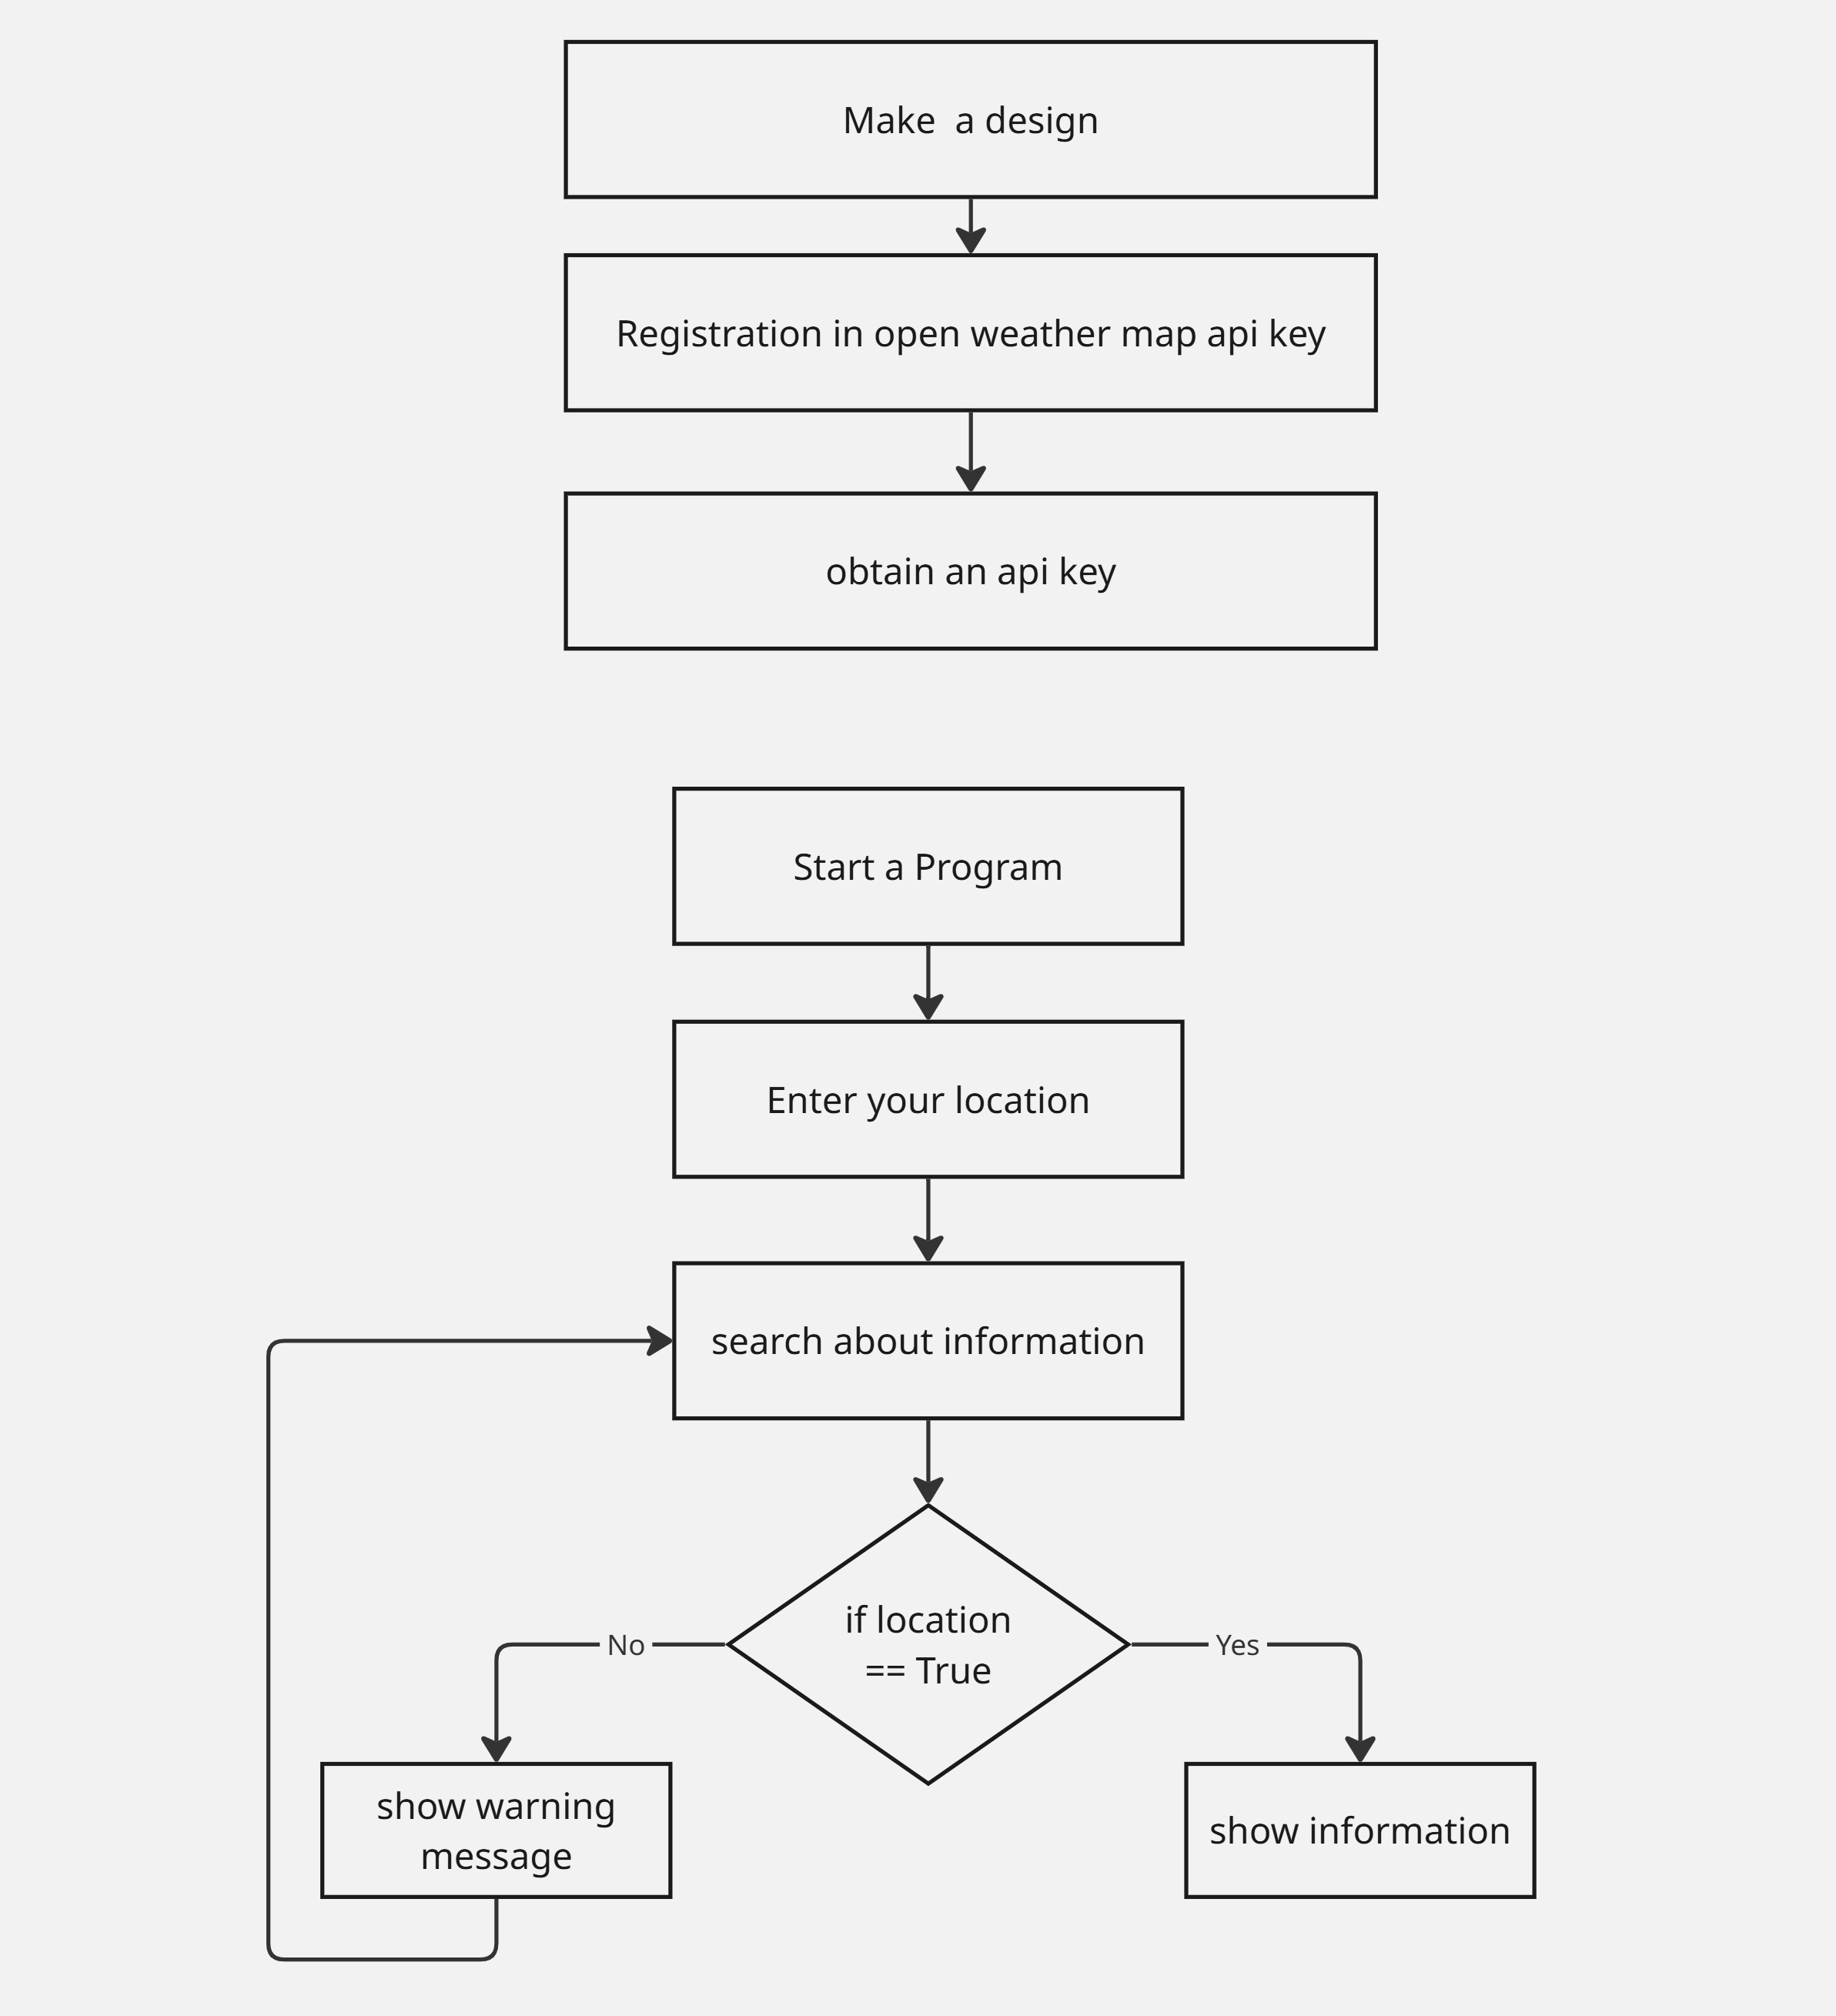 Make  a design
Registration in open weather map api key
obtain an api key
Start a Program
Enter your location
search about information
if location
== True
No
Yes
show warning
message
show information